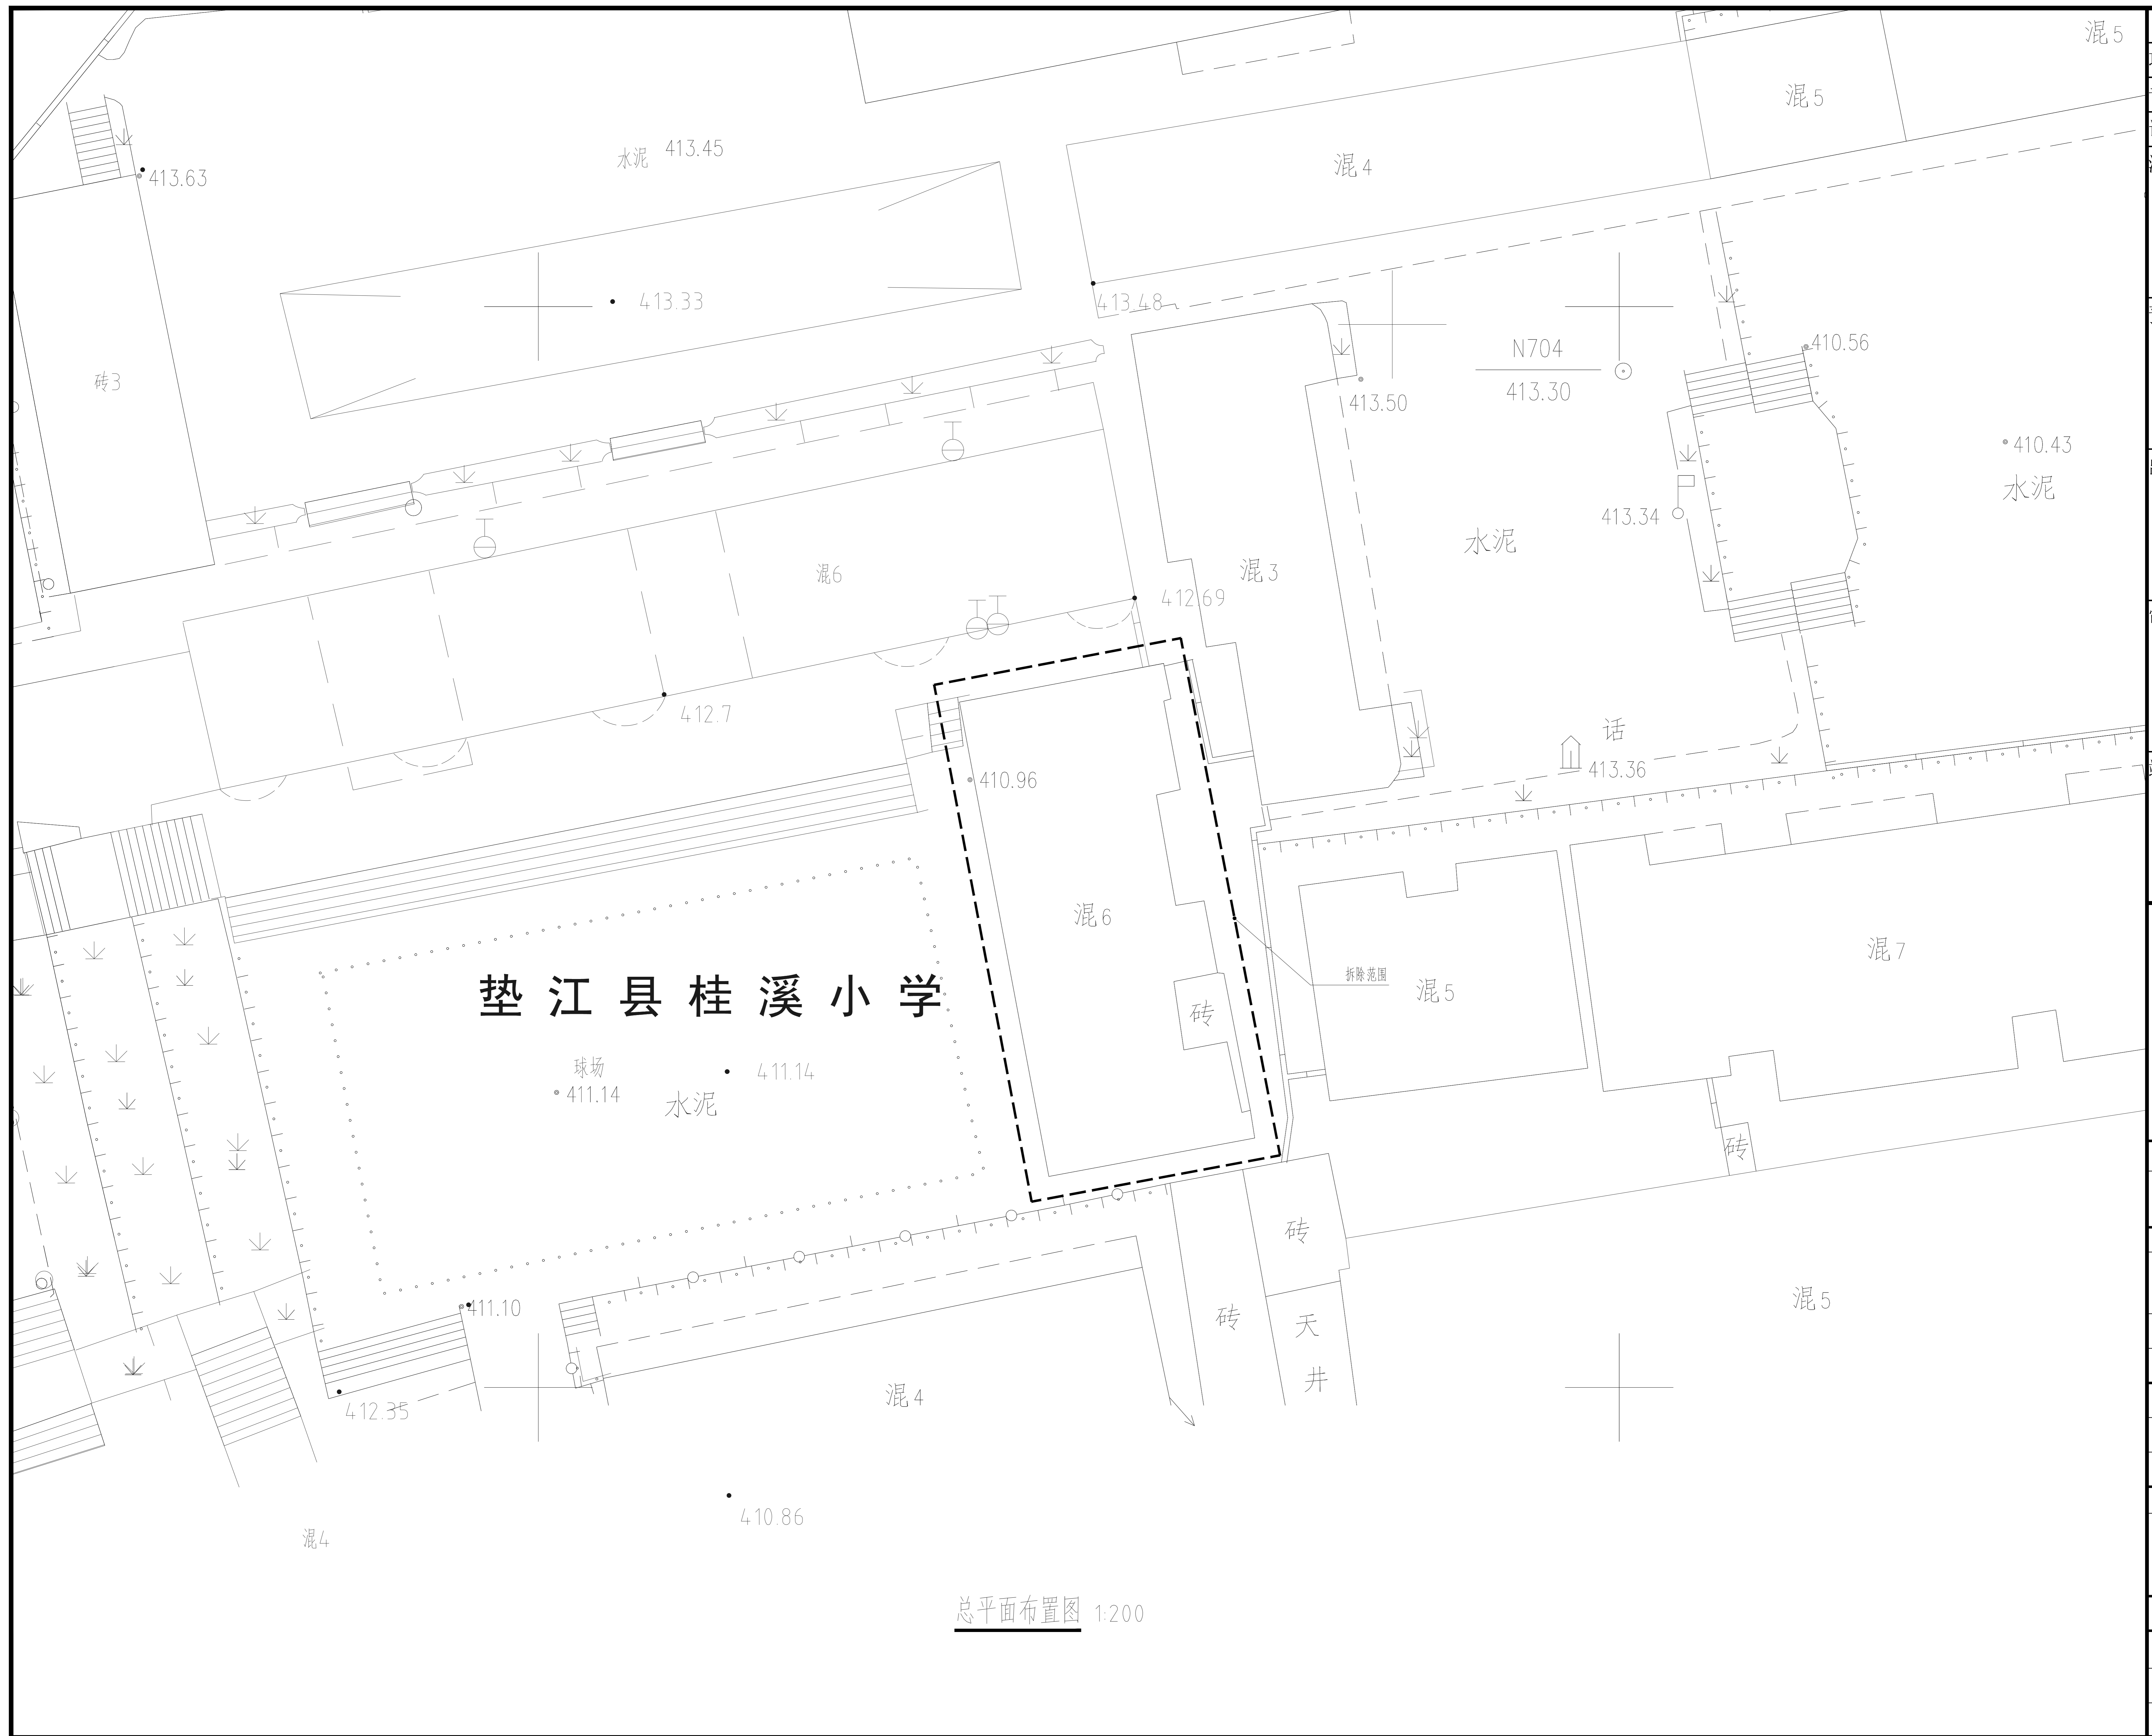 混5
混5
水泥 413.45
混4
413.63
413.33
413.48
N704
413.30
410.56
砖3
413.50
410.43
水泥
413.34
水泥
混3
混6
412.69
412.7
话
413.36
410.96
混6
混7
拆除范围
混5
垫江县桂溪小学
砖
球场
411.14
411.14
水泥
砖
砖
411.10
砖
天
井
混5
混4
412.35
410.86
混4
总平面布置图 1:200